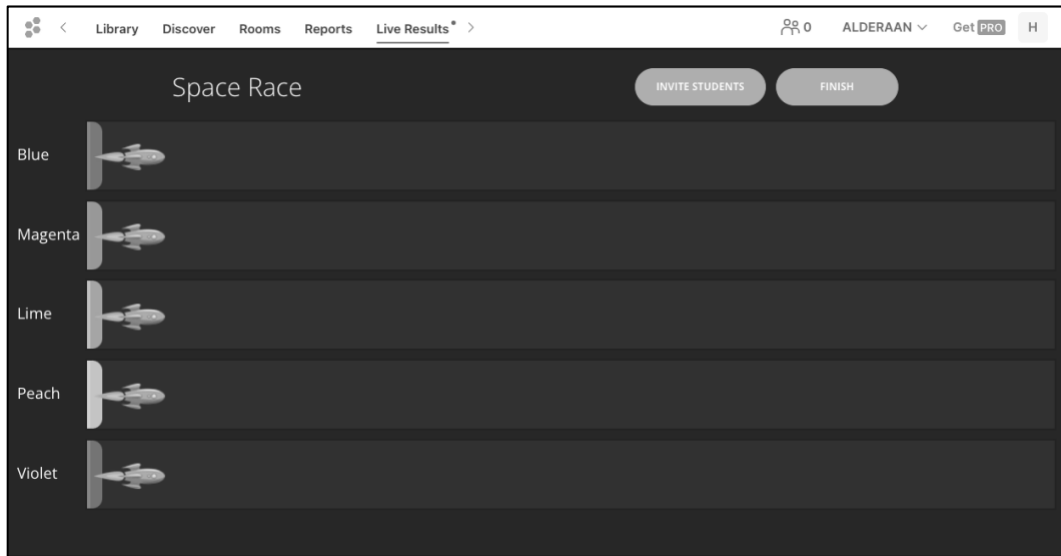 Library Discover Rooms Reports Live Results 0 ALDERAAN Get PRO H
Space Race INVITE STUDENTS FINISH
Blue
Magenta
Lime
Peach
Violet